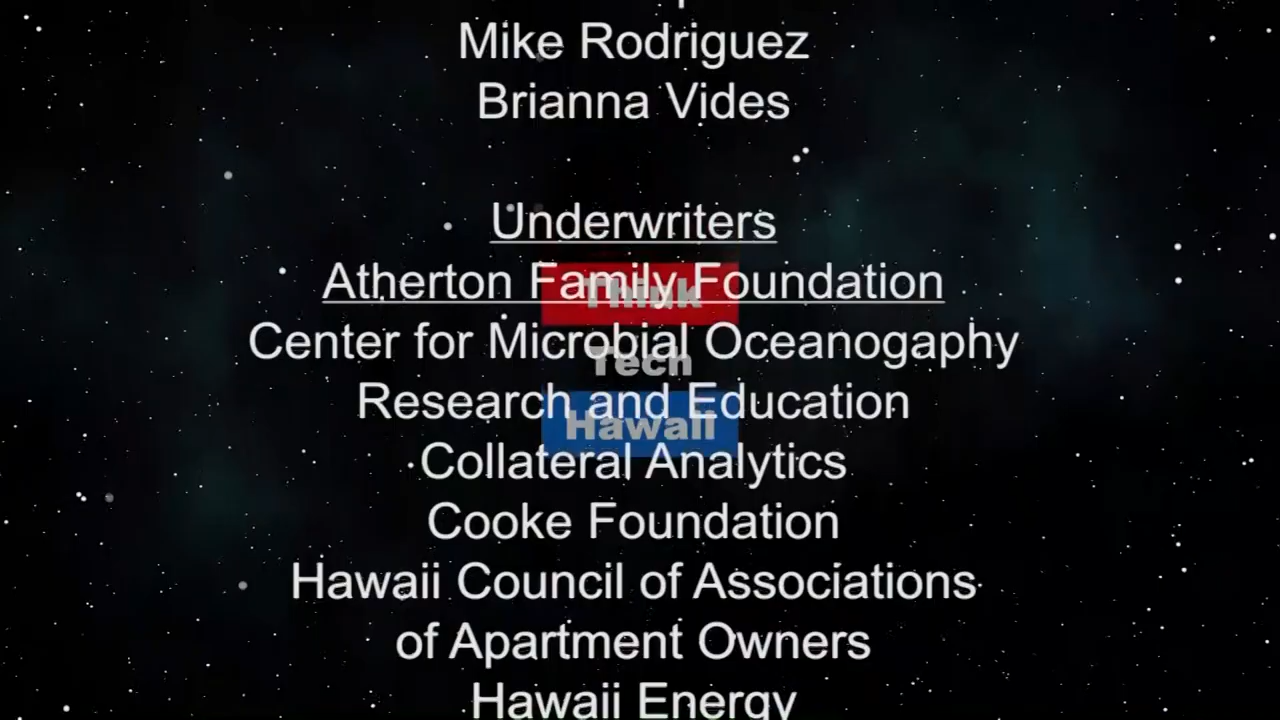 Mike Rodriguez
Brianna Vides
Underwriters
Atherton Family Foundation
Think
Center for Microbial Oceanogaphy
Tech
Research and Education
Hawaii
Collateral Analytics
Cooke Foundation
Hawaii Council of Associations
of Apartment Owners
Hawaii Energy